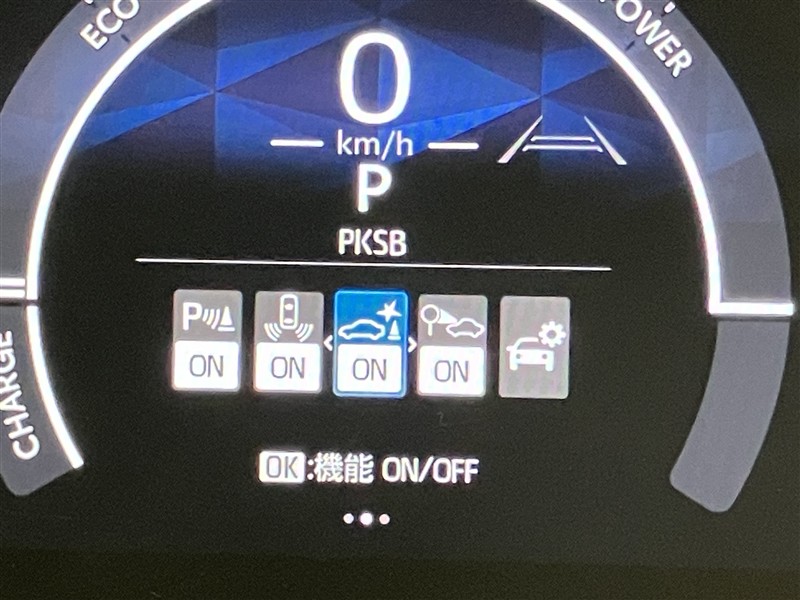 ECO
POWER
0
km/h
P
PKSB
P
ON
ON
ON
ON
CHARGE
OK:機能 ON/OFF